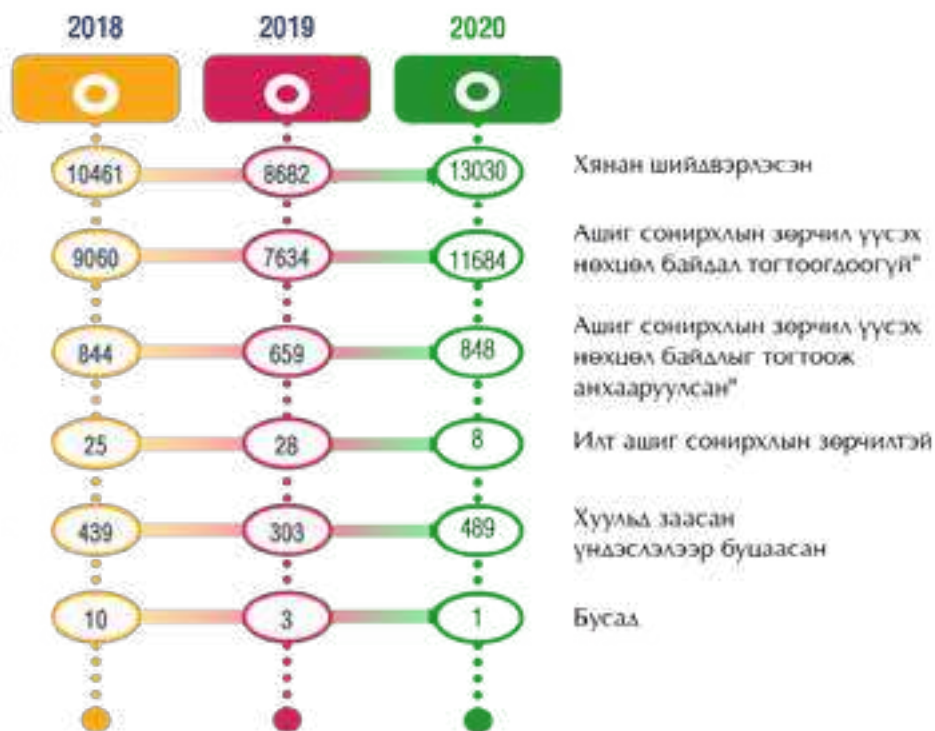 2018 2019 2020
10461 8682 13030 Хянан шийдвэрлэсэн
9060 7634 11684 Ашиг сонирхлын зөрчил үүсэх
нөхцөл байдал тогтоогдоогүй"
844 659 848 Ашиг сонирхлын зөрчил үүсэх
нөхцөл байдлыг тогтоож
анхааруулсан"
25 28 8 Илт ашиг сонирхлын зөрчилтэй
439 303 489 Хуульд заасан
үндэслэлээр буцаасан
10 3 1 Бусад